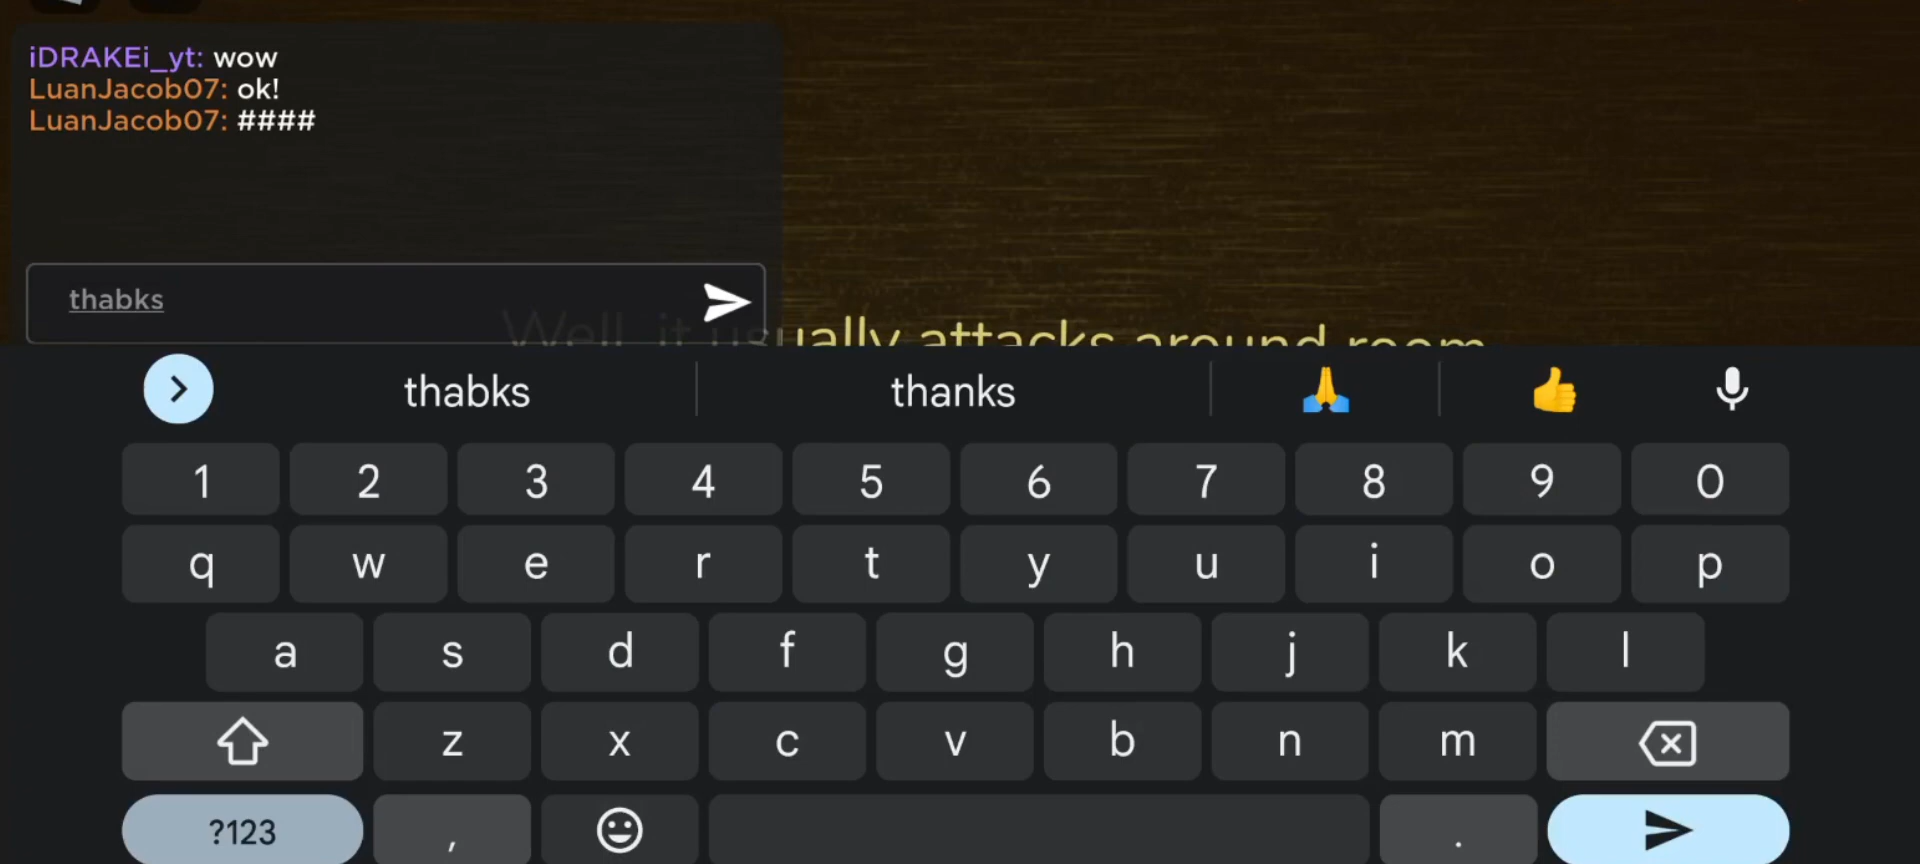 iDRAKEi_yt: wow
LuanJacob07: ok!
LuanJacob07: ####
thabks
Well, it usually attacks around room
thabks thanks 🙏 👍
1 2 3 4 5 6 7 8 9 0
q w e r t y u i o p
a s d f g h j k l
z x c v b n m
?123 , .